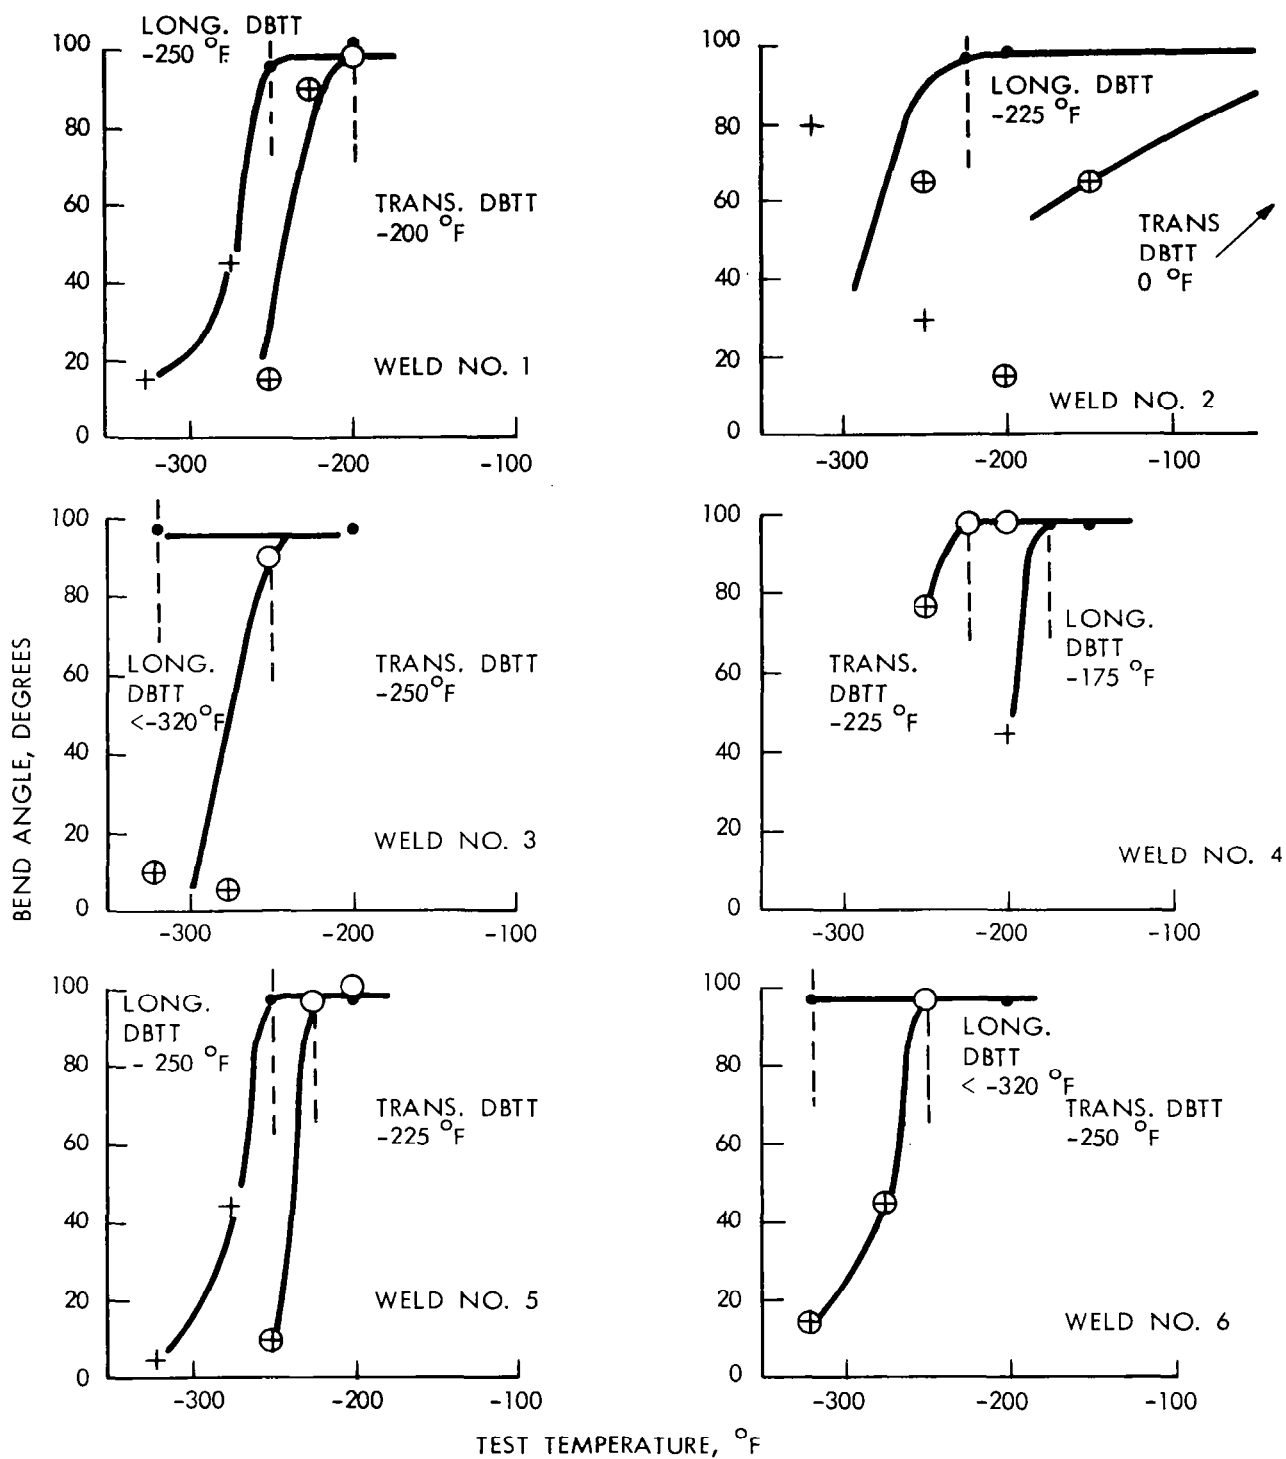 LONG. DBTT
-250 °F
TRANS. DBTT
-200 °F
WELD NO. 1
100
80
60
40
20
0
-300
-200
-100
LONG. DBTT
-225 °F
TRANS
DBTT
0 °F
WELD NO. 2
100
80
60
40
20
0
-300
-200
-100
LONG.
DBTT
<-320°F
TRANS. DBTT
-250°F
WELD NO. 3
100
80
60
40
20
0
-300
-200
-100
TRANS.
DBTT
-225 °F
LONG.
DBTT
-175 °F
WELD NO. 4
100
80
60
40
20
0
-300
-200
-100
LONG.
DBTT
- 250 °F
TRANS. DBTT
-225 °F
WELD NO. 5
100
80
60
40
20
0
-300
-200
-100
LONG.
DBTT
< -320 °F
TRANS. DBTT
-250 °F
WELD NO. 6
100
80
60
40
20
0
-300
-200
-100
BEND ANGLE, DEGREES
TEST TEMPERATURE, °F